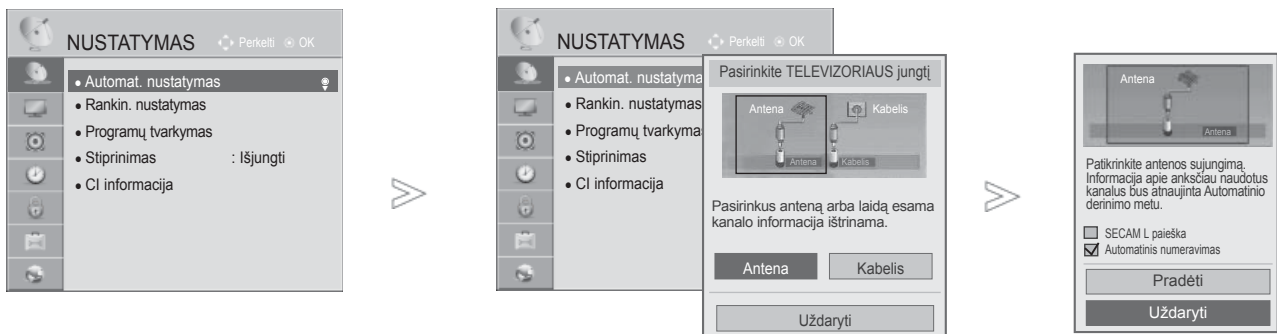 NUSTATYMAS Perkelti OK
• Automat. nustatymas
• Rankin. nustatymas
• Programų tvarkymas
• Stiprinimas : Išjungti
• CI informacija
NUSTATYMAS Perkelti OK
• Automat. nustatyma
• Rankin. nustatymas
• Programų tvarkyma
• Stiprinimas
• CI informacija
Pasirinkite TELEVIZORIAUS jungtį
Antena Kabelis
Antena Kabelis
Pasirinkus anteną arba laidą esama
kanalo informacija ištrinama.
Antena Kabelis
Uždaryti
Antena
Antena
Patikrinkite antenos sujungimą.
Informacija apie anksčiau naudotus
kanalus bus atnaujinta Automatinio
derinimo metu.
SECAM L paieška
Automatinis numeravimas
Pradėti
Uždaryti